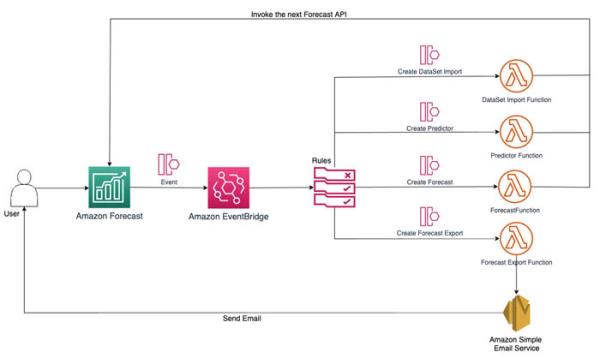 Invoke the next Forecast API
Create DataSet Import
DataSet Import Function
Create Predictor
Predictor Function
Event
Rules
Create Forecast
ForecastFunction
User
Amazon Forecast
Amazon EventBridge
Create Forecast Export
Forecast Export Function
Send Email
Amazon Simple
Email Service